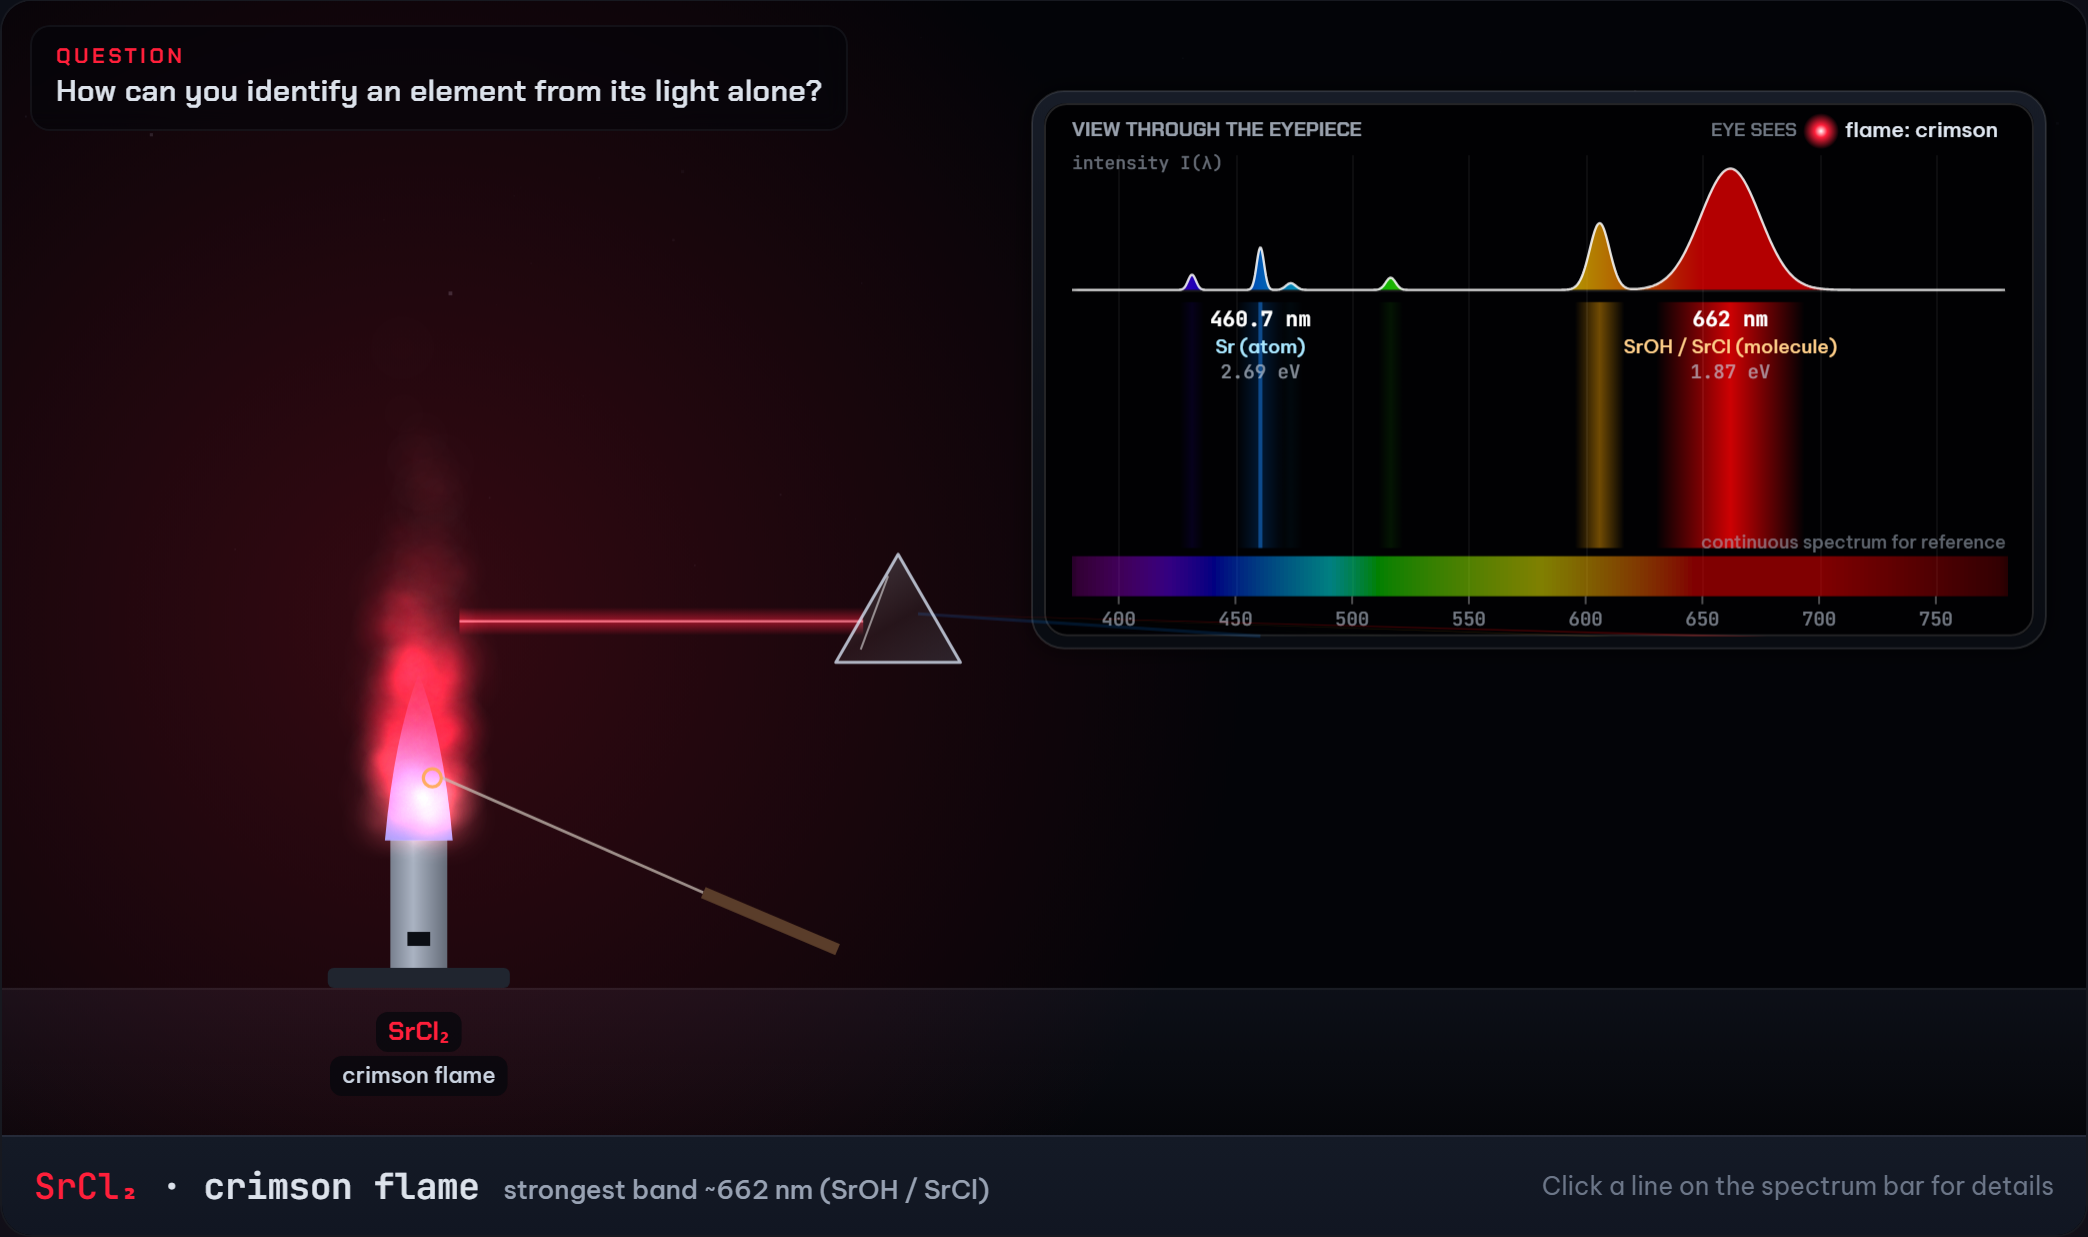 QUESTION
How can you identify an element from its light alone?
VIEW THROUGH THE EYEPIECE
EYE SEES flame: crimson
intensity I(λ)
460.7 nm
Sr (atom)
2.69 eV
662 nm
SrOH / SrCl (molecule)
1.87 eV
continuous spectrum for reference
400 450 500 550 600 650 700 750
SrCl₂
crimson flame
SrCl₂ · crimson flame strongest band ~662 nm (SrOH / SrCl)
Click a line on the spectrum bar for details